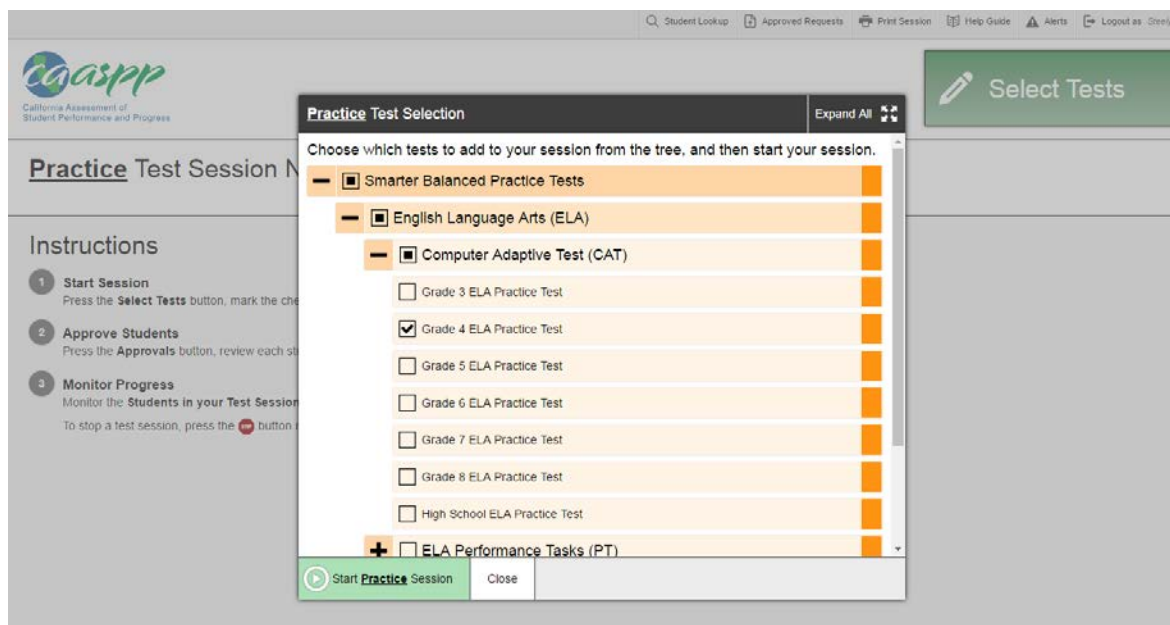 Student Lookup Approved Requests Print Session Help Guide Alerts Logout as Steely
caaspp
California Assessment of
Student Performance and Progress
Select Tests
Practice Test Session N
Instructions
1 Start Session
Press the Select Tests button, mark the che
2 Approve Students
Press the Approvals button, review each st
3 Monitor Progress
Monitor the Students in your Test Session
To stop a test session, press the STOP button
Practice Test Selection Expand All
Choose which tests to add to your session from the tree, and then start your session.
Smarter Balanced Practice Tests
English Language Arts (ELA)
Computer Adaptive Test (CAT)
Grade 3 ELA Practice Test
Grade 4 ELA Practice Test
Grade 5 ELA Practice Test
Grade 6 ELA Practice Test
Grade 7 ELA Practice Test
Grade 8 ELA Practice Test
High School ELA Practice Test
ELA Performance Tasks (PT)
Start Practice Session Close